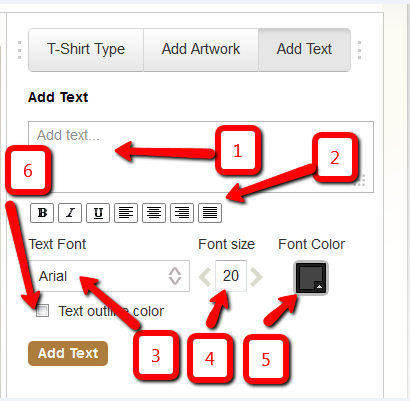 T-Shirt Type Add Artwork Add Text
Add Text
Add text...
1
2
6
B I U
Text Font Font size Font Color
Arial 20
Text outline color
3
4
5
Add Text